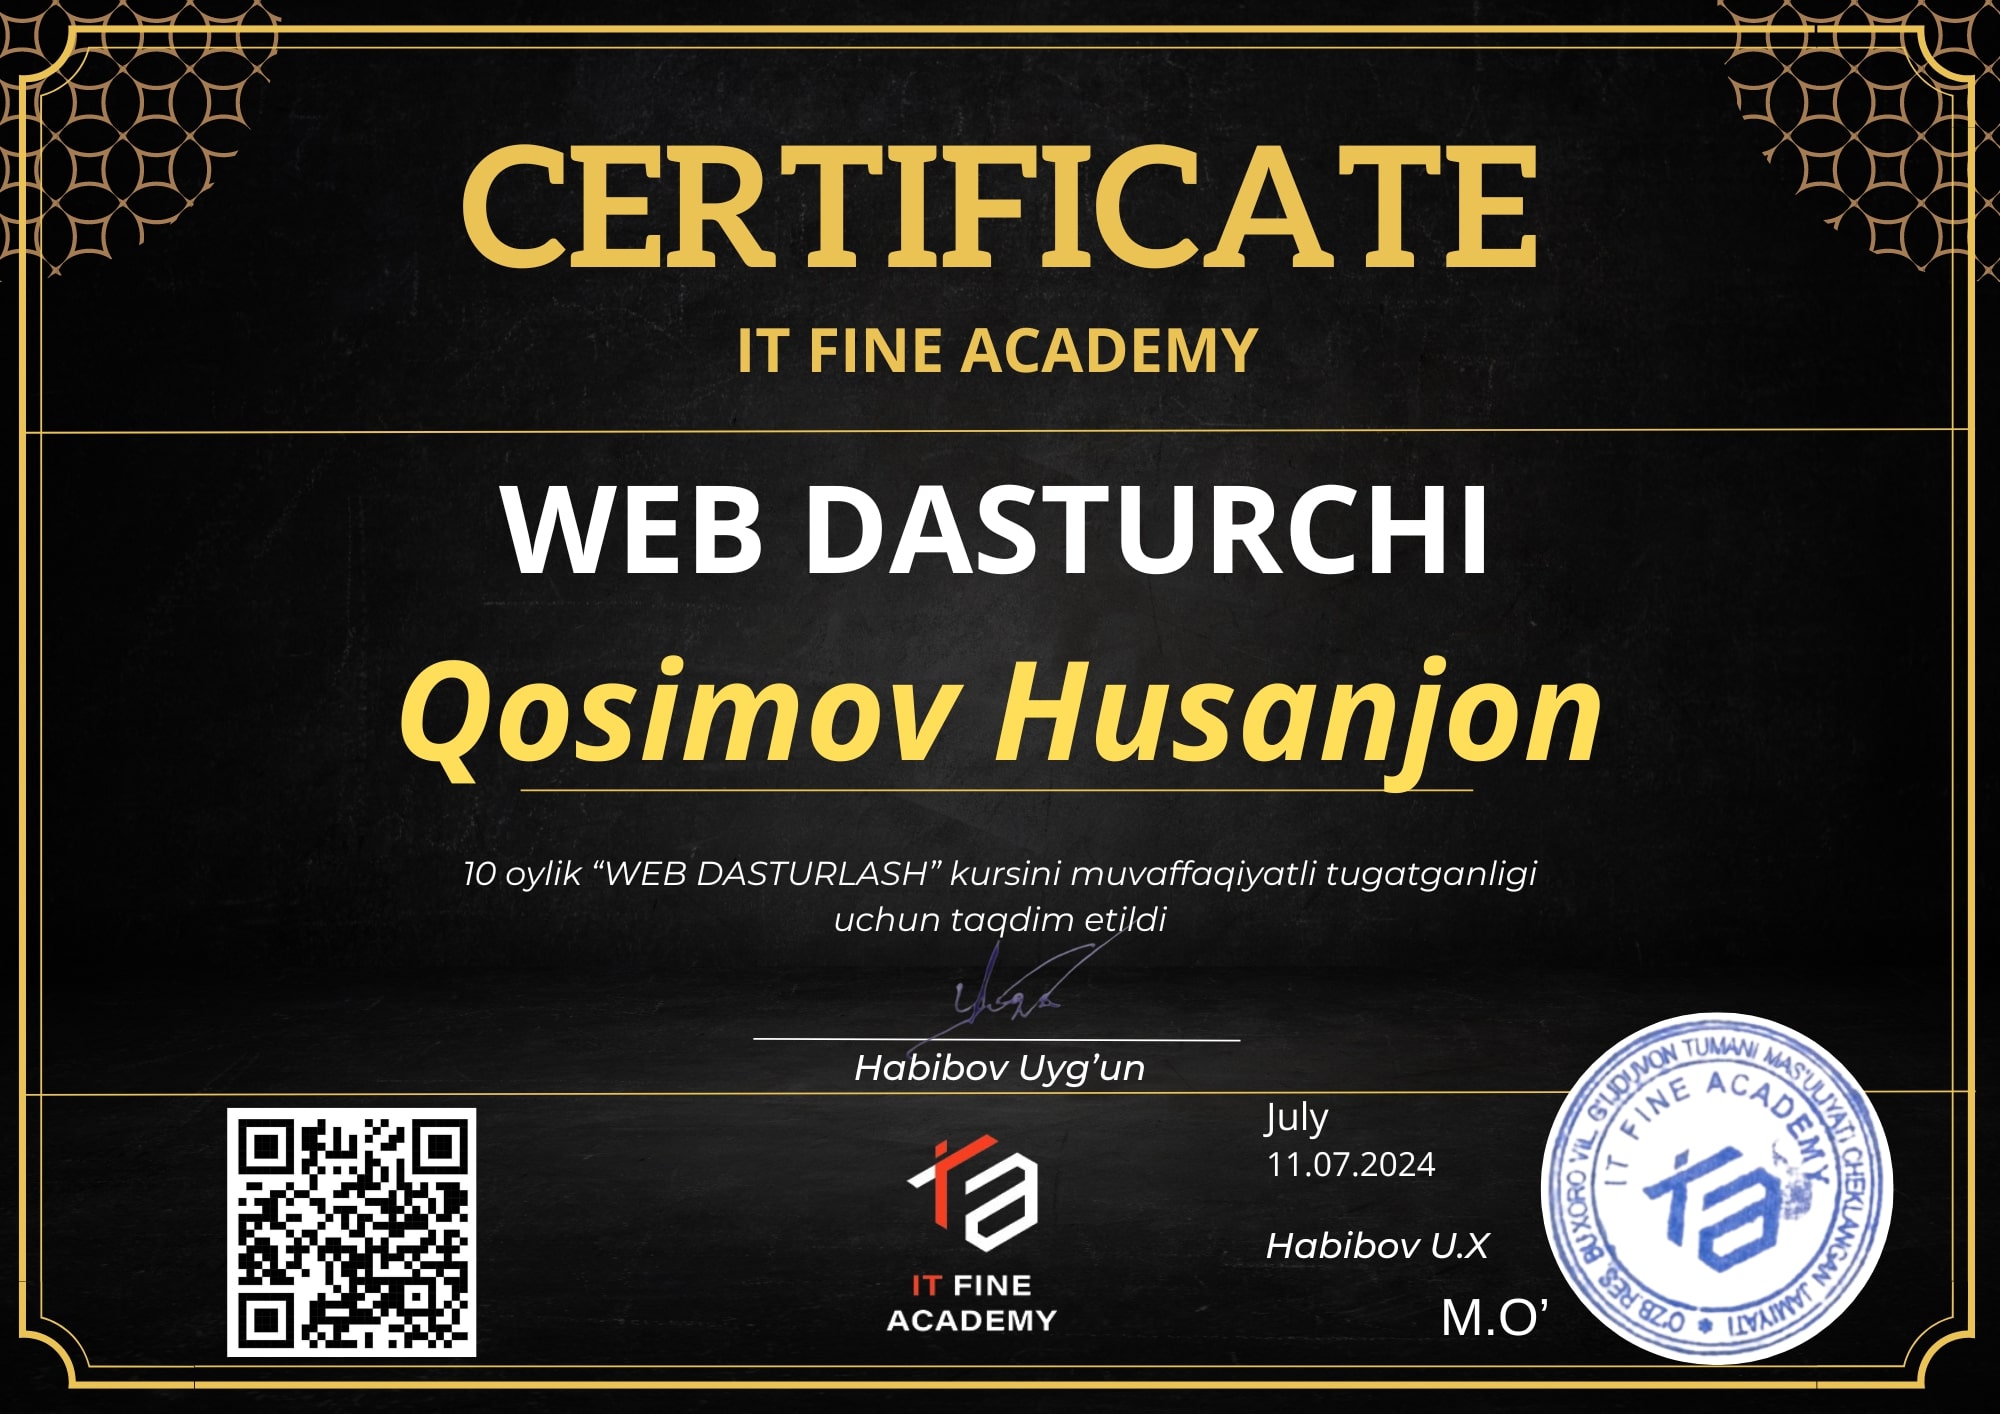 CERTIFICATE
IT FINE ACADEMY
WEB DASTURCHI
Qosimov Husanjon
10 oylik “WEB DASTURLASH” kursini muvaffaqiyatli tugatganligi
uchun taqdim etildi
Habibov Uyg’un
July
11.07.2024
Habibov U.X
M.O’
IT FINE
ACADEMY
O'ZB.RES. BUXORO VIL. G'IJDUVON TUMANI MAS'ULIYATI CHEKLANGAN JAMIYATI
IT FINE ACADEMY